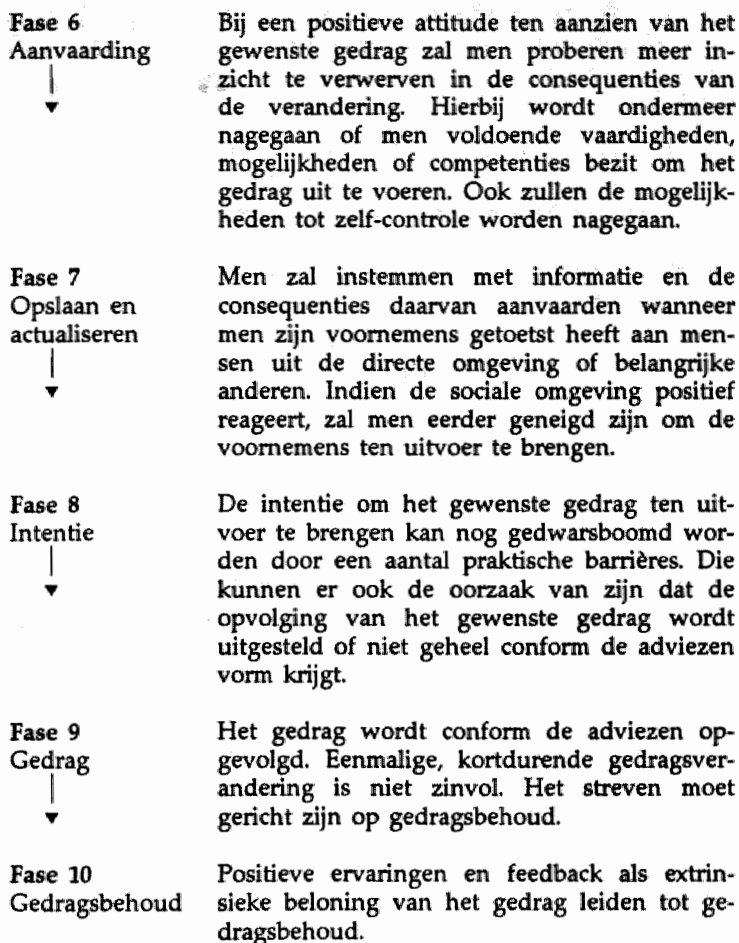 Fase 6
Aanvaarding
Bij een positieve attitude ten aanzien van het
gewenste gedrag zal men proberen meer in-
zicht te verwerven in de consequenties van
de verandering. Hierbij wordt ondermeer
nagegaan of men voldoende vaardigheden,
mogelijkheden of competenties bezit om het
gedrag uit te voeren. Ook zullen de mogelijk-
heden tot zelf-controle worden nagegaan.
Fase 7
Opslaan en
actualiseren
Men zal instemmen met informatie en de
consequenties daarvan aanvaarden wanneer
men zijn voornemens getoetst heeft aan men-
sen uit de directe omgeving of belangrijke
anderen. Indien de sociale omgeving positief
reageert, zal men eerder geneigd zijn om de
voornemens ten uitvoer te brengen.
Fase 8
Intentie
De intentie om het gewenste gedrag ten uit-
voer te brengen kan nog gedwarsboomd wor-
den door een aantal praktische barrières. Die
kunnen er ook de oorzaak van zijn dat de
opvolging van het gewenste gedrag wordt
uitgesteld of niet geheel conform de adviezen
vorm krijgt.
Fase 9
Gedrag
Het gedrag wordt conform de adviezen op-
gevolgd. Eenmalige, kortdurende gedragsver-
andering is niet zinvol. Het streven moet
gericht zijn op gedragsbehoud.
Fase 10
Gedragsbehoud
Positieve ervaringen en feedback als extrin-
sieke beloning van het gedrag leiden tot ge-
dragsbehoud.